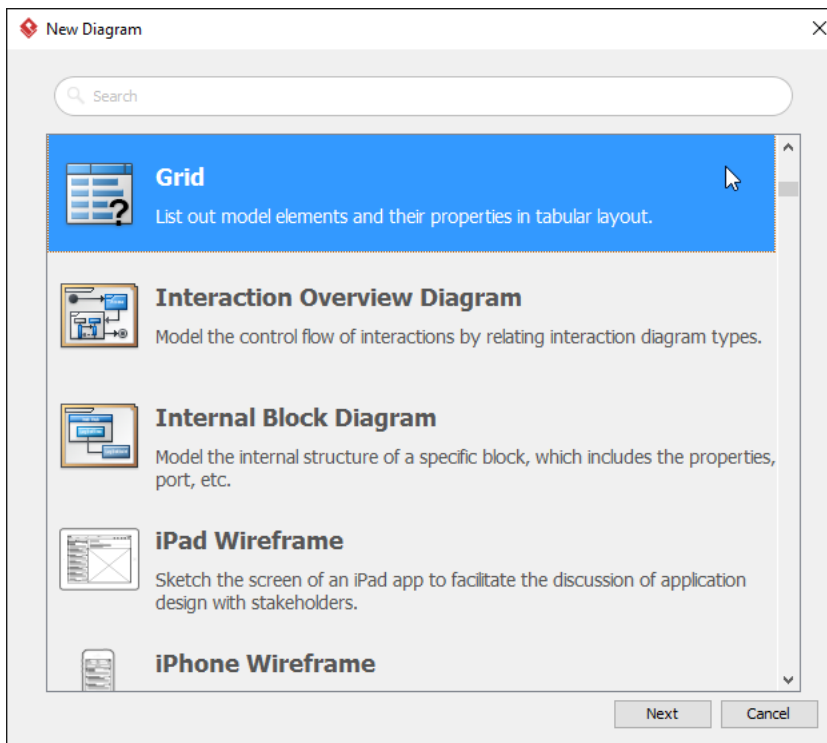 New Diagram
Search
Grid
List out model elements and their properties in tabular layout.
Interaction Overview Diagram
Model the control flow of interactions by relating interaction diagram types.
Internal Block Diagram
Model the internal structure of a specific block, which includes the properties,
port, etc.
iPad Wireframe
Sketch the screen of an iPad app to facilitate the discussion of application
design with stakeholders.
iPhone Wireframe
Next Cancel